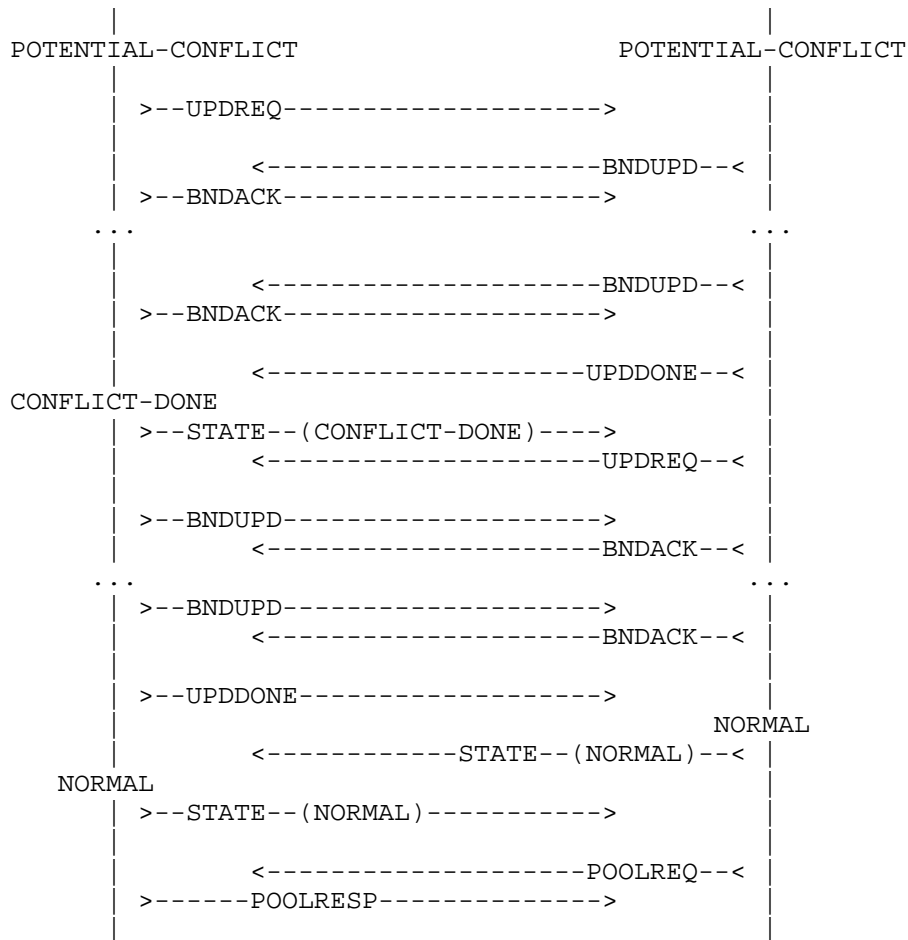 POTENTIAL-CONFLICT POTENTIAL-CONFLICT
>--UPDREQ-------------------->
<---------------------BNDUPD--<
>--BNDACK-------------------->
... ...
<---------------------BNDUPD--<
>--BNDACK-------------------->
<--------------------UPDDONE--<
CONFLICT-DONE
>--STATE--(CONFLICT-DONE)---->
<---------------------UPDREQ--<
>--BNDUPD-------------------->
<---------------------BNDACK--<
... ...
>--BNDUPD-------------------->
<---------------------BNDACK--<
>--UPDDONE------------------->
NORMAL
<------------STATE--(NORMAL)--<
NORMAL
>--STATE--(NORMAL)----------->
<--------------------POOLREQ--<
>------POOLRESP-------------->